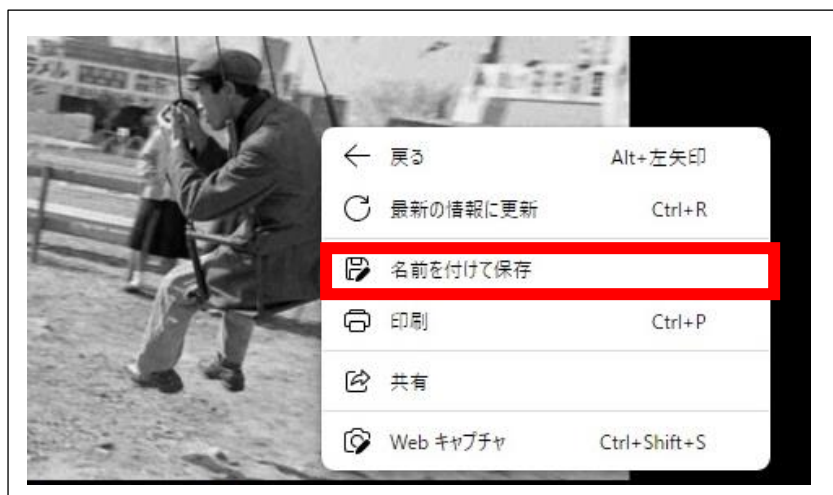 戻る Alt+左矢印
最新の情報に更新 Ctrl+R
名前を付けて保存
印刷 Ctrl+P
共有
Web キャプチャ Ctrl+Shift+S